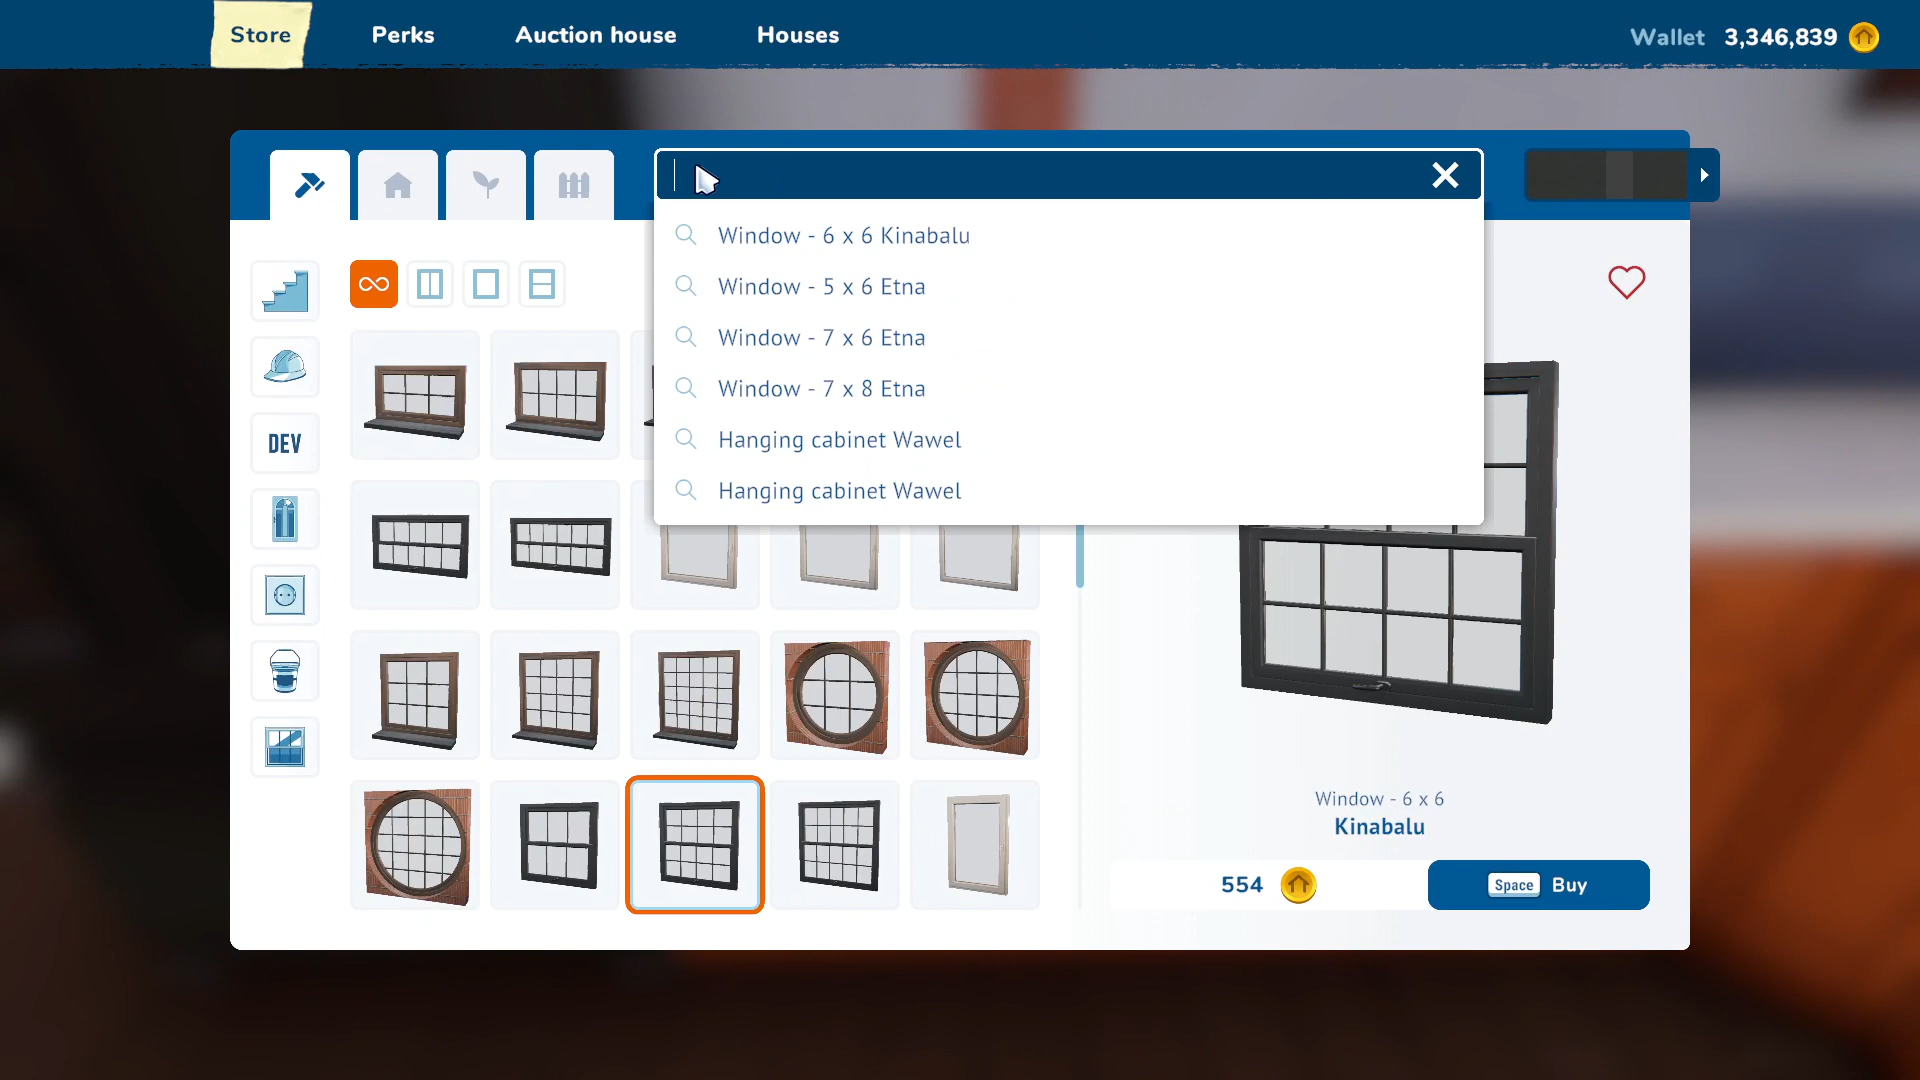 Store
Perks
Auction house
Houses
Wallet 3,346,839
Window - 6 x 6 Kinabalu
Window - 5 x 6 Etna
Window - 7 x 6 Etna
Window - 7 x 8 Etna
Hanging cabinet Wawel
Hanging cabinet Wawel
DEV
Window - 6 x 6
Kinabalu
554
Space Buy